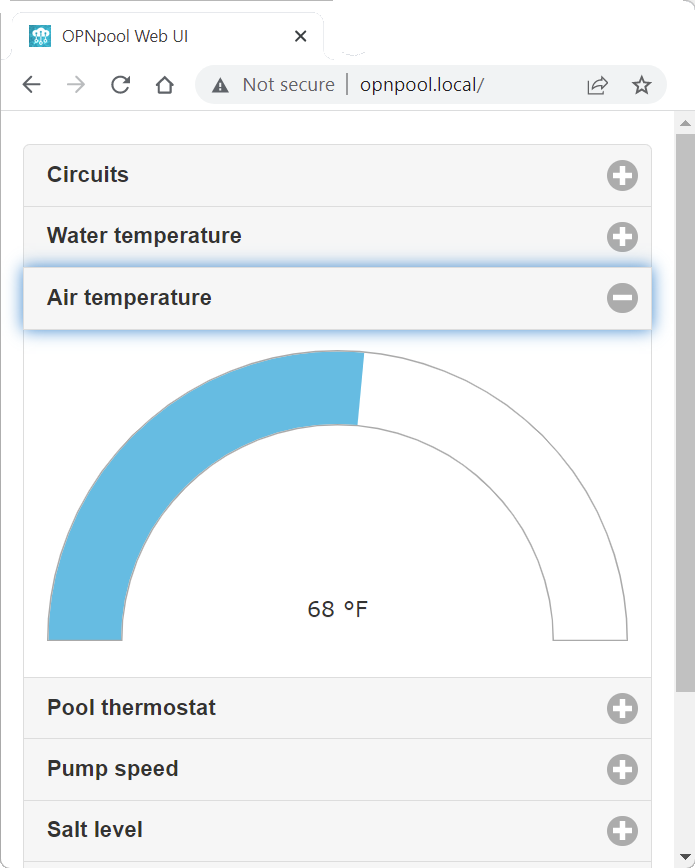 OPNpool Web UI
Not secure | opnpool.local/
Circuits
Water temperature
Air temperature
68 °F
Pool thermostat
Pump speed
Salt level